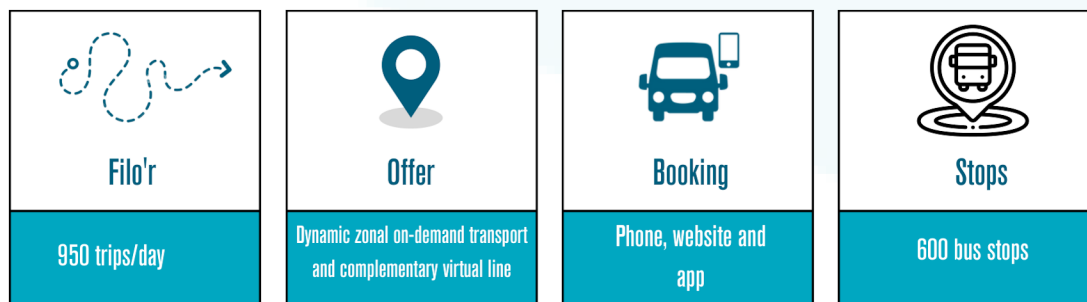 Filo'r
950 trips/day
Offer
Dynamic zonal on-demand transport
and complementary virtual line
Booking
Phone, website and
app
Stops
600 bus stops